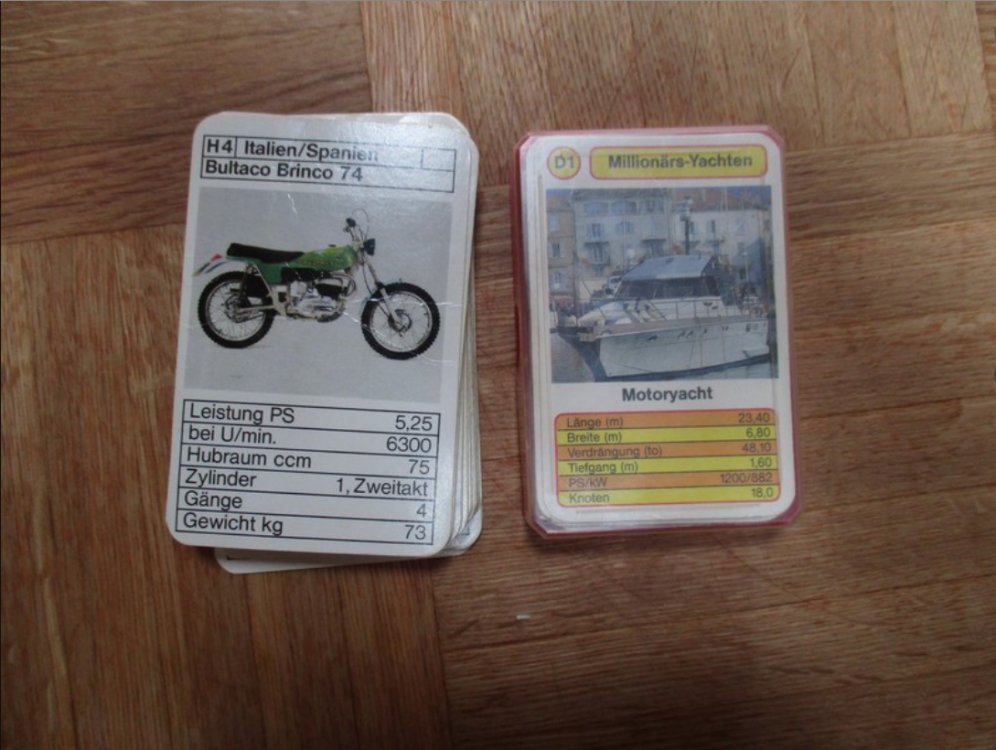 H4 Italien/Spanien
Bultaco Brinco 74
Leistung PS 5,25
bei U/min. 6300
Hubraum ccm 75
Zylinder 1, Zweitakt
Gänge 4
Gewicht kg 73
D1 Millionärs-Yachten
Motoryacht
Länge (m) 23,40
Breite (m) 6,80
Verdrängung (to) 48,10
Tiefgang (m) 1,60
PS/kW 1200/882
Knoten 18,0